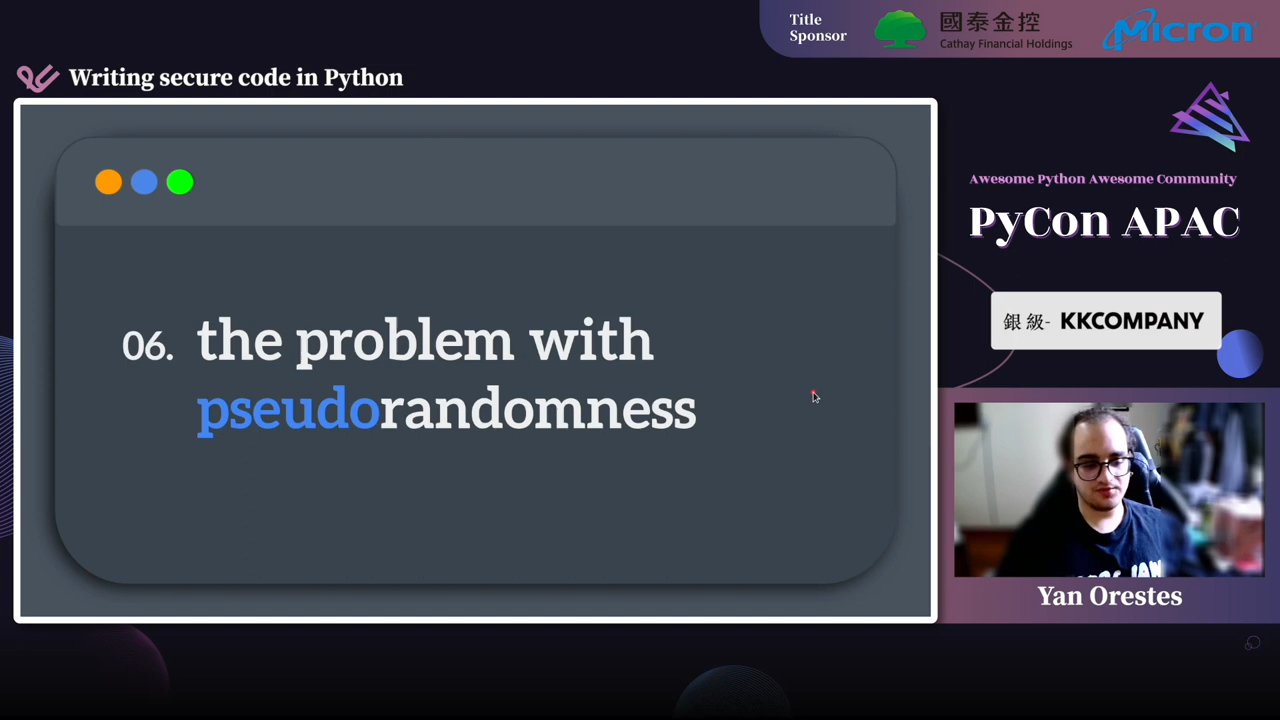 Title
Sponsor
國泰金控
Cathay Financial Holdings
Micron
Writing secure code in Python
Awesome Python Awesome Community
PyCon APAC
銀級- KKCOMPANY
06. the problem with
pseudorandomness
Yan Orestes